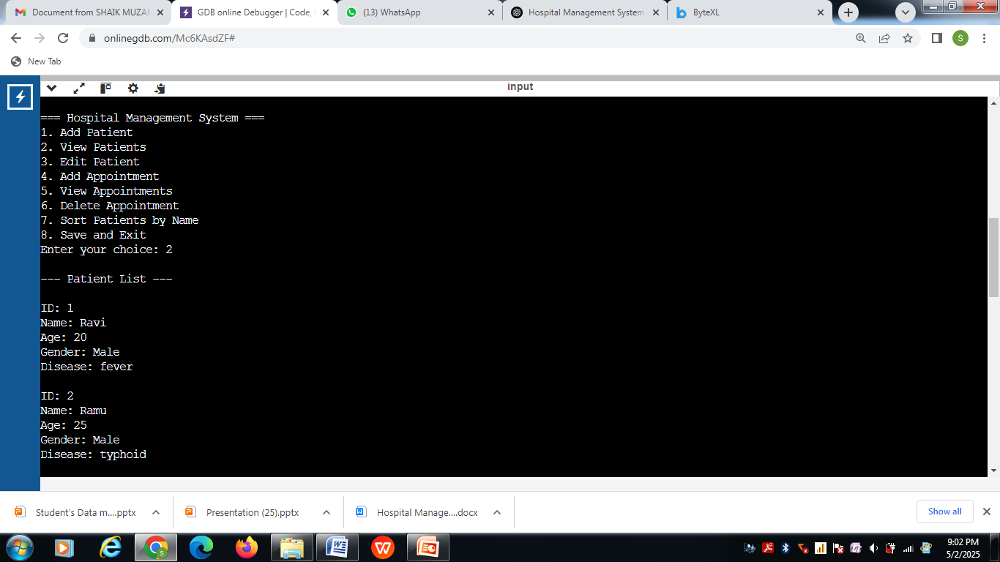 Document from SHAIK MUZAM
GDB online Debugger | Code,
(13) WhatsApp
Hospital Management System
ByteXL
onlinegdb.com/Mc6KAsdZF#
S
New Tab
input
=== Hospital Management System ===
1. Add Patient
2. View Patients
3. Edit Patient
4. Add Appointment
5. View Appointments
6. Delete Appointment
7. Sort Patients by Name
8. Save and Exit
Enter your choice: 2
--- Patient List ---
ID: 1
Name: Ravi
Age: 20
Gender: Male
Disease: fever
ID: 2
Name: Ramu
Age: 25
Gender: Male
Disease: typhoid
Student's Data m....pptx
Presentation (25).pptx
Hospital Manage....docx
Show all
9:02 PM
5/2/2025